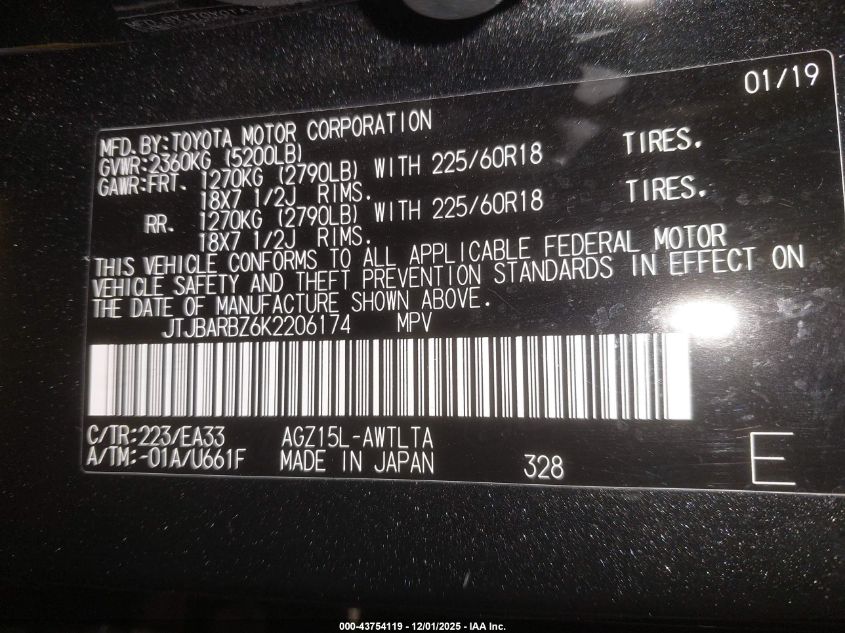 01/19
MFD.BY:TOYOTA MOTOR CORPORATION
GVWR:2360KG (5200LB)
GAWR:FRT. 1270KG (2790LB) WITH 225/60R18 TIRES.
18X7 1/2J RIMS.
RR. 1270KG (2790LB) WITH 225/60R18 TIRES.
18X7 1/2J RIMS.
THIS VEHICLE CONFORMS TO ALL APPLICABLE FEDERAL MOTOR
VEHICLE SAFETY AND THEFT PREVENTION STANDARDS IN EFFECT ON
THE DATE OF MANUFACTURE SHOWN ABOVE.
JTJBARBZ6K2206174 MPV
C/TR:223/EA33 AGZ15L-AWTLTA
A/TM:-01A/U661F MADE IN JAPAN 328 E
000-43754119 - 12/01/2025 - IAA Inc.